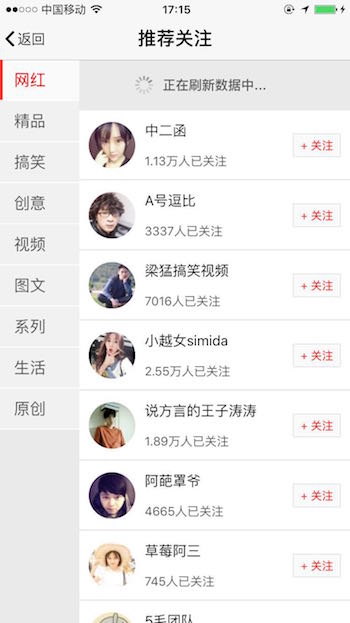 中国移动
17:15
返回
推荐关注
网红
精品
搞笑
创意
视频
图文
系列
生活
原创
正在刷新数据中...
中二函
1.13万人已关注
+ 关注
A号逗比
3337人已关注
+ 关注
梁猛搞笑视频
7016人已关注
+ 关注
小越女simida
2.55万人已关注
+ 关注
说方言的王子涛涛
1.89万人已关注
+ 关注
阿葩罩爷
4665人已关注
+ 关注
草莓阿三
745人已关注
+ 关注
5毛团队